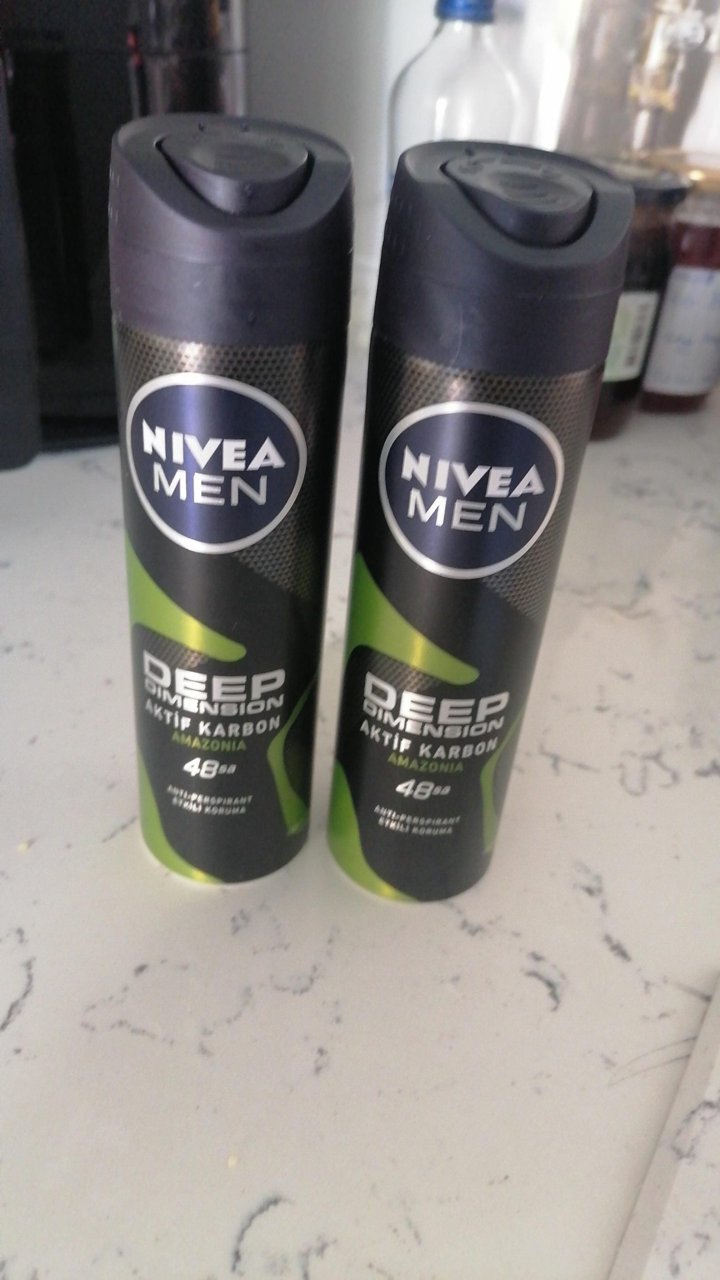 NIVEA
MEN
DEEP
DIMENSION
AKTİF KARBON
AMAZONIA
48sa
ANTI-PERSPIRANT
ETKİLİ KORUMA
NIVEA
MEN
DEEP
DIMENSION
AKTİF KARBON
AMAZONIA
48sa
ANTI-PERSPIRANT
ETKİLİ KORUMA